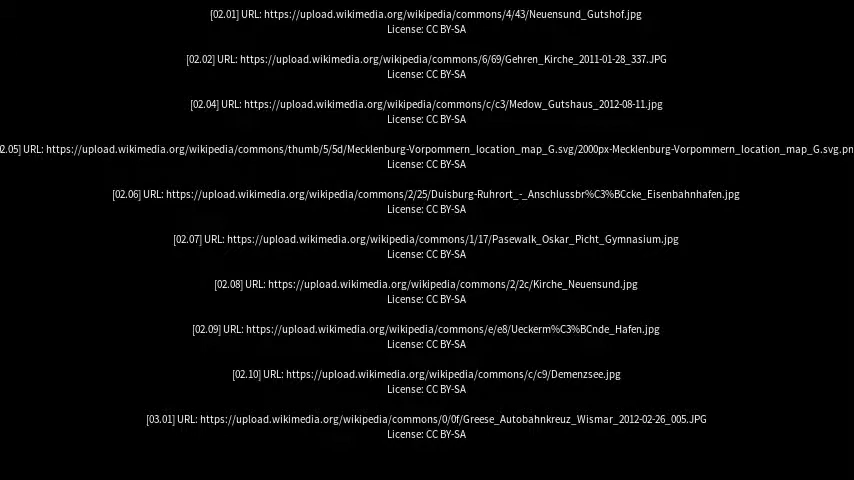 [02.01] URL: https://upload.wikimedia.org/wikipedia/commons/4/43/Neuensund_Gutshof.jpg
License: CC BY-SA
[02.02] URL: https://upload.wikimedia.org/wikipedia/commons/6/69/Gehren_Kirche_2011-01-28_337.JPG
License: CC BY-SA
[02.04] URL: https://upload.wikimedia.org/wikipedia/commons/c/c3/Medow_Gutshaus_2012-08-11.jpg
License: CC BY-SA
02.05] URL: https://upload.wikimedia.org/wikipedia/commons/thumb/5/5d/Mecklenburg-Vorpommern_location_map_G.svg/2000px-Mecklenburg-Vorpommern_location_map_G.svg.pn
License: CC BY-SA
[02.06] URL: https://upload.wikimedia.org/wikipedia/commons/2/25/Duisburg-Ruhrort_-_Anschlussbr%C3%BCcke_Eisenbahnhafen.jpg
License: CC BY-SA
[02.07] URL: https://upload.wikimedia.org/wikipedia/commons/1/17/Pasewalk_Oskar_Picht_Gymnasium.jpg
License: CC BY-SA
[02.08] URL: https://upload.wikimedia.org/wikipedia/commons/2/2c/Kirche_Neuensund.jpg
License: CC BY-SA
[02.09] URL: https://upload.wikimedia.org/wikipedia/commons/e/e8/Ueckerm%C3%BCnde_Hafen.jpg
License: CC BY-SA
[02.10] URL: https://upload.wikimedia.org/wikipedia/commons/c/c9/Demenzsee.jpg
License: CC BY-SA
[03.01] URL: https://upload.wikimedia.org/wikipedia/commons/0/0f/Greese_Autobahnkreuz_Wismar_2012-02-26_005.JPG
License: CC BY-SA